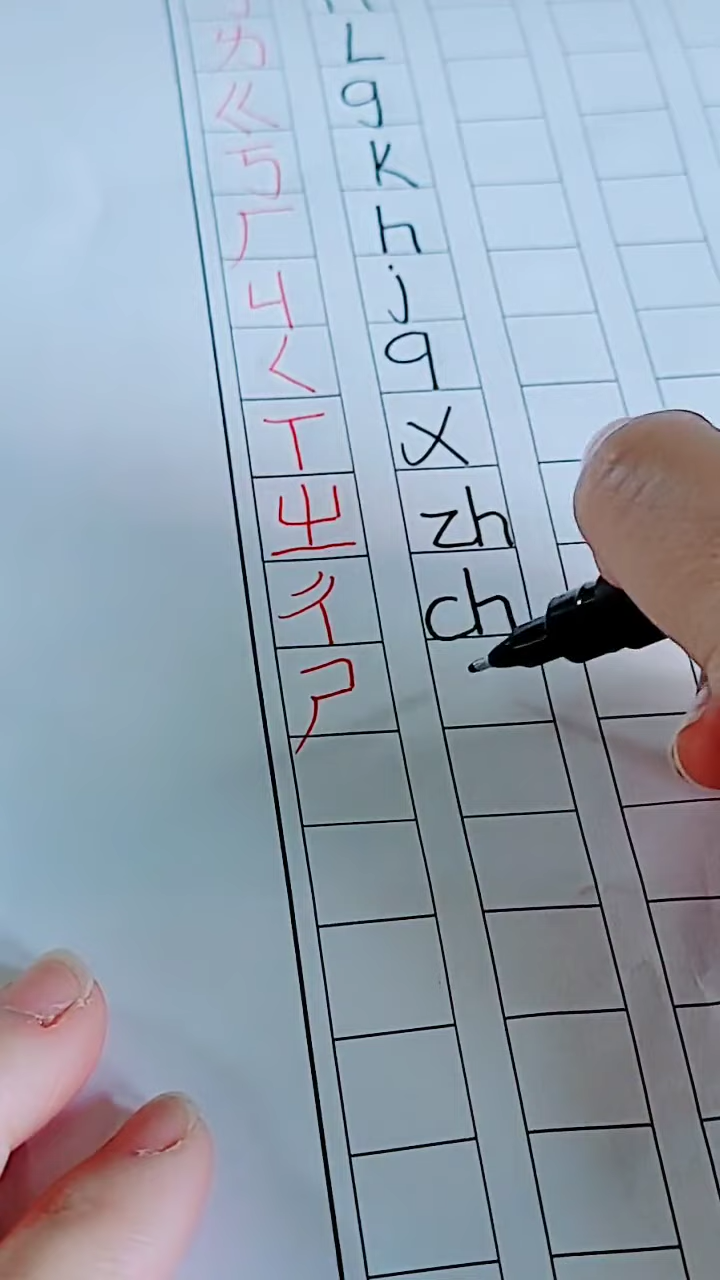 ㄌ L
ㄍ g
ㄎ K
ㄏ h
ㄐ j
ㄑ q
ㄒ X
ㄓ zh
ㄔ ch
ㄕ